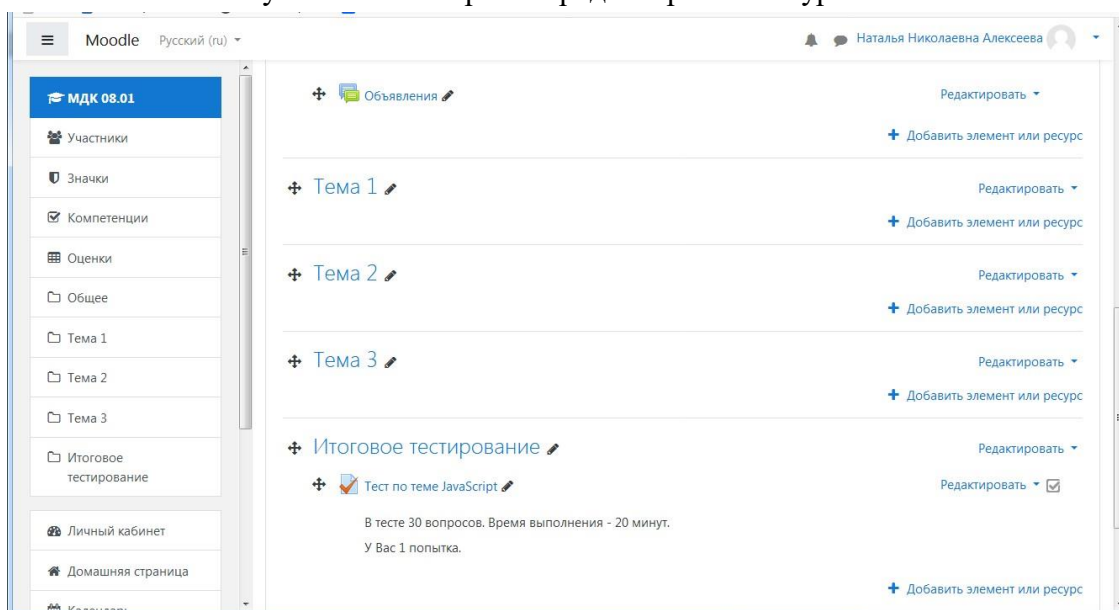 Moodle Русский (ru)
Наталья Николаевна Алексеева
МДК 08.01
Участники
Значки
Компетенции
Оценки
Общее
Тема 1
Тема 2
Тема 3
Итоговое
тестирование
Личный кабинет
Домашняя страница
Календарь
Объявления Редактировать
Добавить элемент или ресурс
Тема 1 Редактировать
Добавить элемент или ресурс
Тема 2 Редактировать
Добавить элемент или ресурс
Тема 3 Редактировать
Добавить элемент или ресурс
Итоговое тестирование Редактировать
Тест по теме JavaScript Редактировать
В тесте 30 вопросов. Время выполнения - 20 минут.
У Вас 1 попытка.
Добавить элемент или ресурс